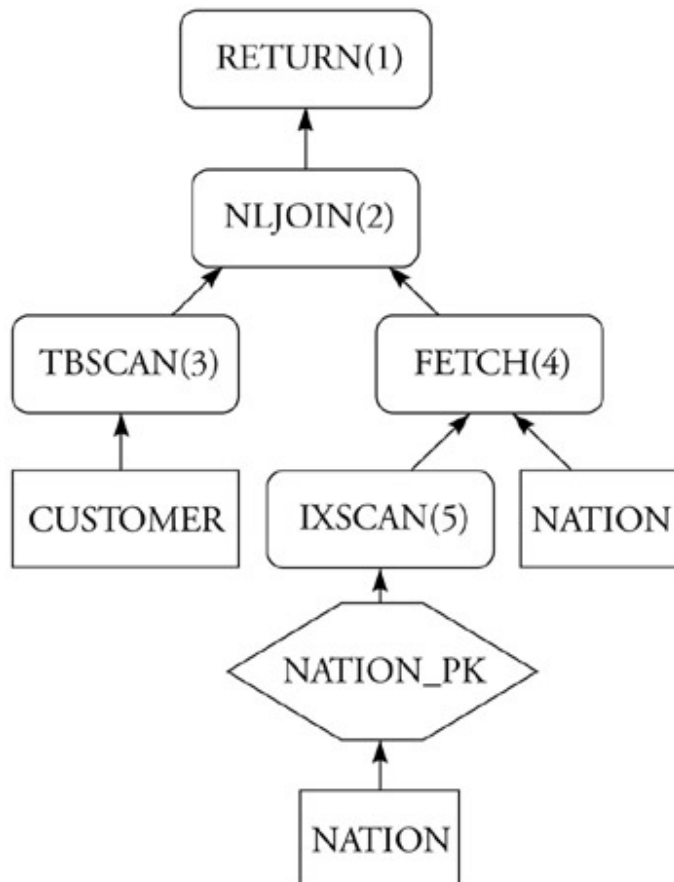 RETURN(1)
NLJOIN(2)
TBSCAN(3)
FETCH(4)
CUSTOMER
IXSCAN(5)
NATION
NATION_PK
NATION